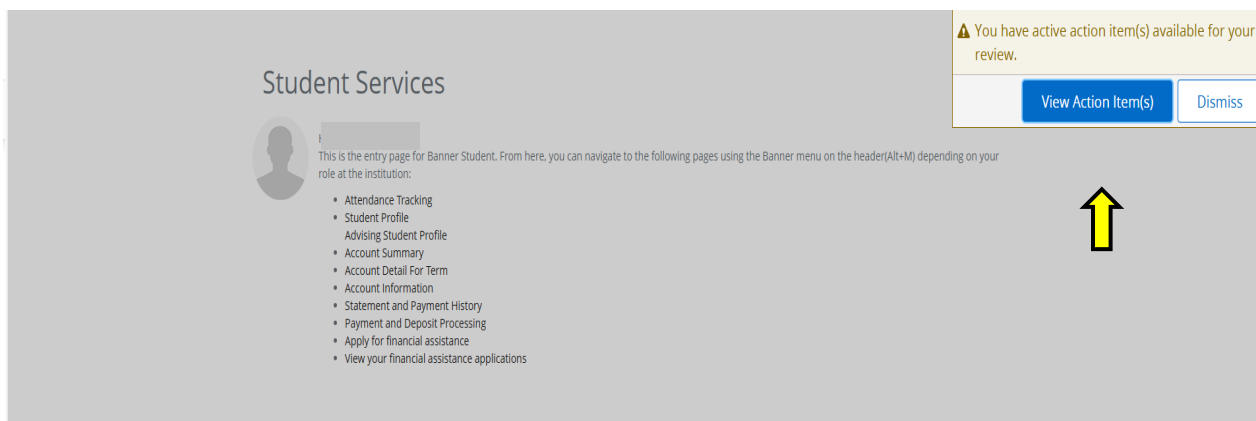 You have active action item(s) available for your
review.
View Action Item(s)
Dismiss
Student Services
This is the entry page for Banner Student. From here, you can navigate to the following pages using the Banner menu on the header(Alt+M) depending on your
role at the institution:
• Attendance Tracking
• Student Profile
Advising Student Profile
• Account Summary
• Account Detail For Term
• Account Information
• Statement and Payment History
• Payment and Deposit Processing
• Apply for financial assistance
• View your financial assistance applications